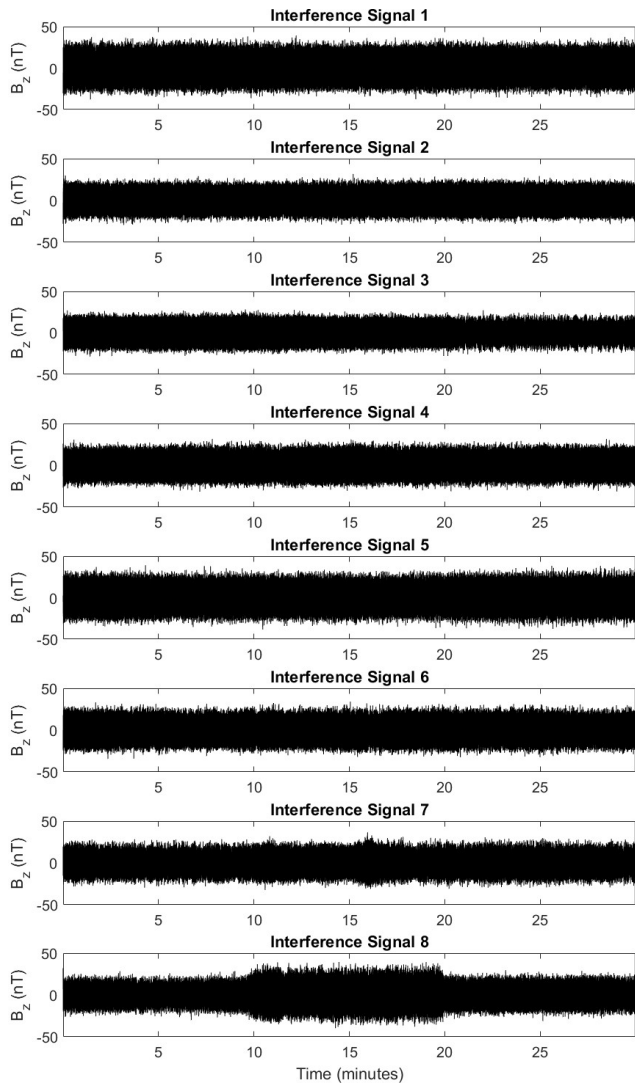 Interference Signal 1
B_z (nT)
50
0
-50
5 10 15 20 25
Interference Signal 2
B_z (nT)
50
0
-50
5 10 15 20 25
Interference Signal 3
B_z (nT)
50
0
-50
5 10 15 20 25
Interference Signal 4
B_z (nT)
50
0
-50
5 10 15 20 25
Interference Signal 5
B_z (nT)
50
0
-50
5 10 15 20 25
Interference Signal 6
B_z (nT)
50
0
-50
5 10 15 20 25
Interference Signal 7
B_z (nT)
50
0
-50
5 10 15 20 25
Interference Signal 8
B_z (nT)
50
0
-50
5 10 15 20 25
Time (minutes)